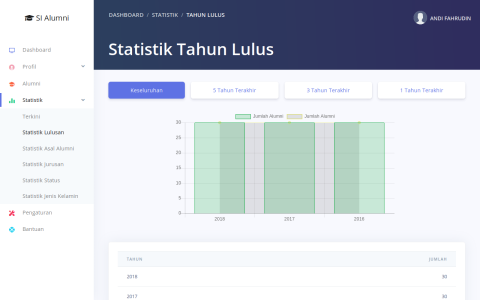 SI Alumni
Dashboard
Profil
Alumni
Statistik
Terkini
Statistik Lulusan
Statistik Asal Alumni
Statistik Jurusan
Statistik Status
Statistik Jenis Kelamin
Pengaturan
Bantuan
DASHBOARD / STATISTIK / TAHUN LULUS
ANDI FAHRUDIN
Statistik Tahun Lulus
Keseluruhan
5 Tahun Terakhir
3 Tahun Terakhir
1 Tahun Terakhir
Jumlah Alumni Jumlah Alumni
30
25
20
15
10
5
0
2018 2017 2016
TAHUN JUMLAH
2018 30
2017 30